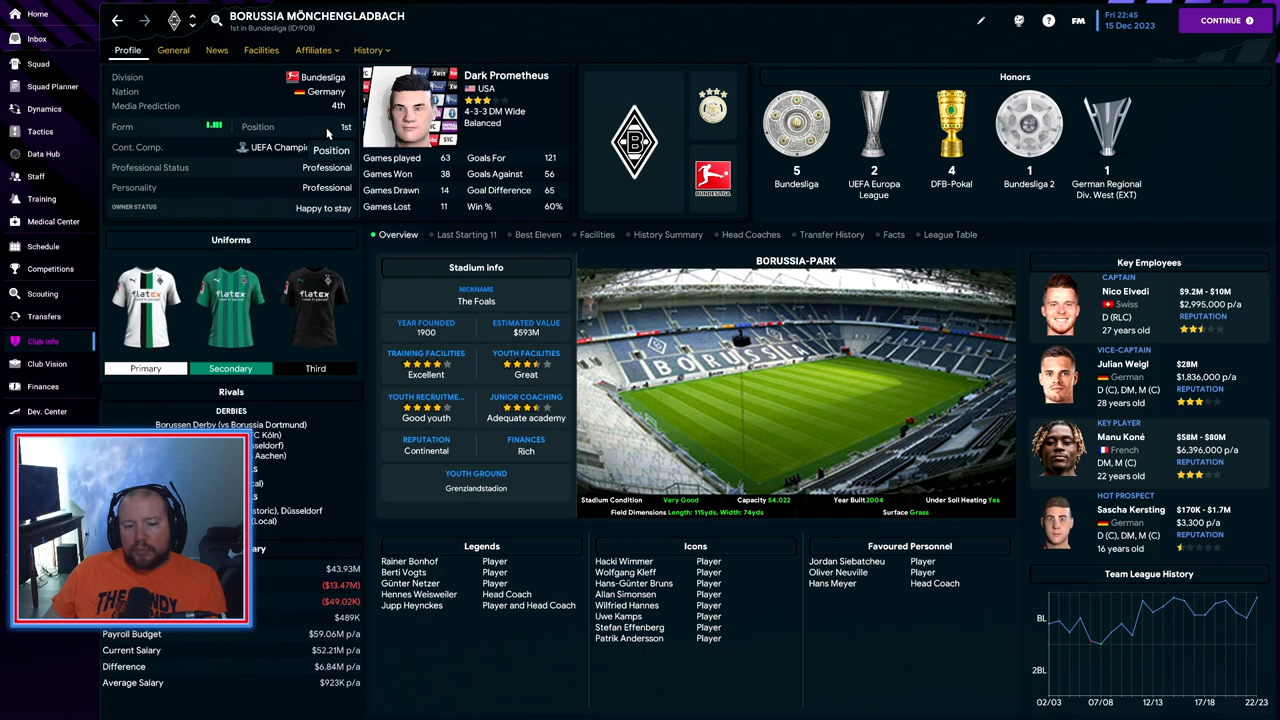 BORUSSIA MÖNCHENGLADBACH
1st in Bundesliga (ID:908)
FM
Fri 22:45
15 Dec 2023
CONTINUE
Home
Inbox
Squad
Squad Planner
Dynamics
Tactics
Data Hub
Staff
Training
Medical Center
Schedule
Competitions
Scouting
Transfers
Club Info
Club Vision
Finances
Dev. Center
Profile
General
News
Facilities
Affiliates
History
Division Bundesliga
Nation Germany
Media Prediction 4th
Form Position 1st
Cont. Comp. UEFA Champi
Position
Professional Status Professional
Personality Professional
OWNER STATUS Happy to stay
Dark Prometheus
USA
4-3-3 DM Wide
Balanced
Games played 63 Goals For 121
Games Won 38 Goals Against 56
Games Drawn 14 Goal Difference 65
Games Lost 11 Win % 60%
Honors
5 2 4 1 1
Bundesliga
UEFA Europa
League
DFB-Pokal
Bundesliga 2
German Regional
Div. West (EXT)
Uniforms
flatex flatex flatex
Primary Secondary Third
Rivals
DERBIES
Borussen Derby (vs Borussia Dortmund)
C Köln)
sseldorf)
Aachen)
S
S
(Local)
S
storic), Düsseldorf
(Local)
ary
$43.93M
($13.47M)
($49.02K)
$489K
Payroll Budget $59.06M p/a
Current Salary $52.21M p/a
Difference $6.84M p/a
Average Salary $923K p/a
Overview
Last Starting 11
Best Eleven
Facilities
History Summary
Head Coaches
Transfer History
Facts
League Table
Stadium Info
NICKNAME
The Foals
YEAR FOUNDED ESTIMATED VALUE
1900 $593M
TRAINING FACILITIES YOUTH FACILITIES
Excellent Great
YOUTH RECRUITME... JUNIOR COACHING
Good youth Adequate academy
REPUTATION FINANCES
Continental Rich
YOUTH GROUND
Grenzlandstadion
BORUSSIA-PARK
BORUSSIA
Stadium Condition Very Good Capacity 54,022 Year Built 2004 Under Soil Heating Yes
Field Dimensions Length: 115yds, Width: 74yds Surface Grass
Legends
Rainer Bonhof Player
Berti Vogts Player
Günter Netzer Player
Hennes Weisweiler Head Coach
Jupp Heynckes Player and Head Coach
Icons
Hacki Wimmer Player
Wolfgang Kleff Player
Hans-Günter Bruns Player
Allan Simonsen Player
Wilfried Hannes Player
Uwe Kamps Player
Stefan Effenberg Player
Patrik Andersson Player
Favoured Personnel
Jordan Siebatcheu Player
Oliver Neuville Player
Hans Meyer Head Coach
Key Employees
CAPTAIN
Nico Elvedi $9.2M - $10M
Swiss $2,995,000 p/a
D (RLC) REPUTATION
27 years old
VICE-CAPTAIN
Julian Weigl $28M
German $1,836,000 p/a
D (C), DM, M (C) REPUTATION
28 years old
KEY PLAYER
Manu Koné $58M - $80M
French $6,396,000 p/a
DM, M (C) REPUTATION
22 years old
HOT PROSPECT
Sascha Kersting $170K - $1.7M
German $3,300 p/a
D (C), DM, M (C) REPUTATION
16 years old
Team League History
BL
2BL
02/03 07/08 12/13 17/18 22/23